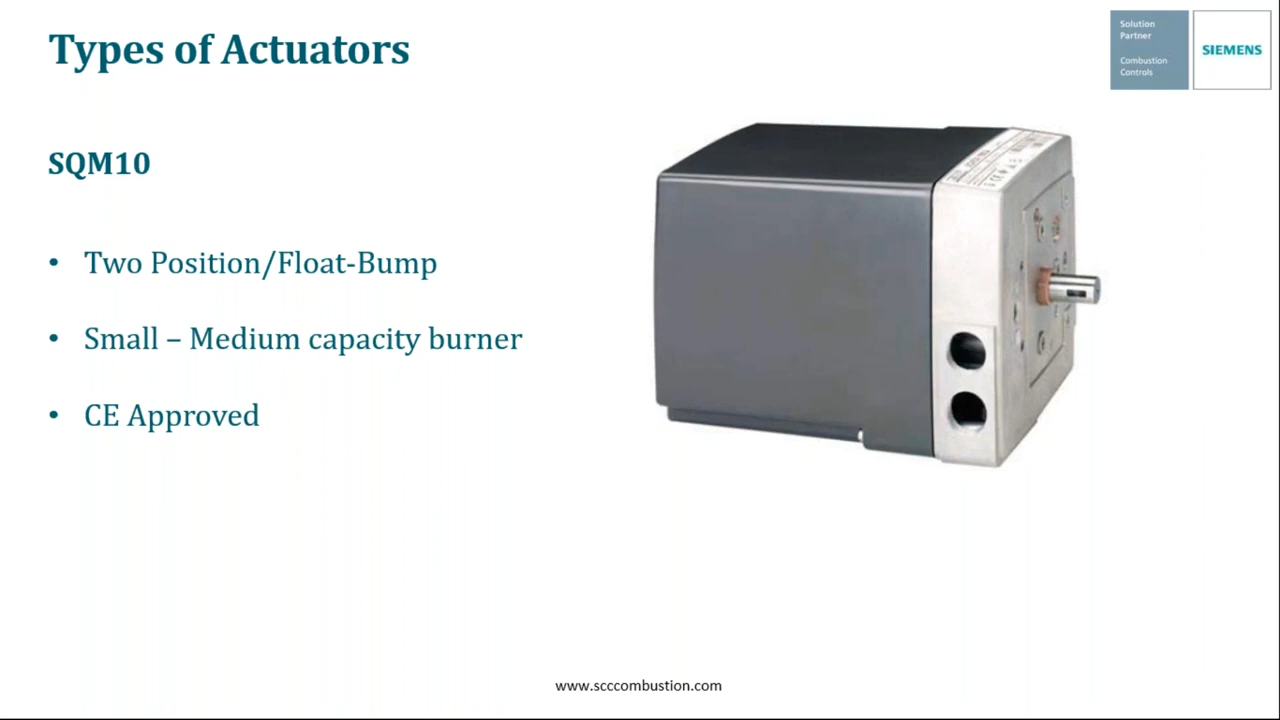 Types of Actuators
Solution
Partner
Combustion
Controls
SIEMENS
SQM10
• Two Position/Float-Bump
• Small – Medium capacity burner
• CE Approved
www.scccombustion.com